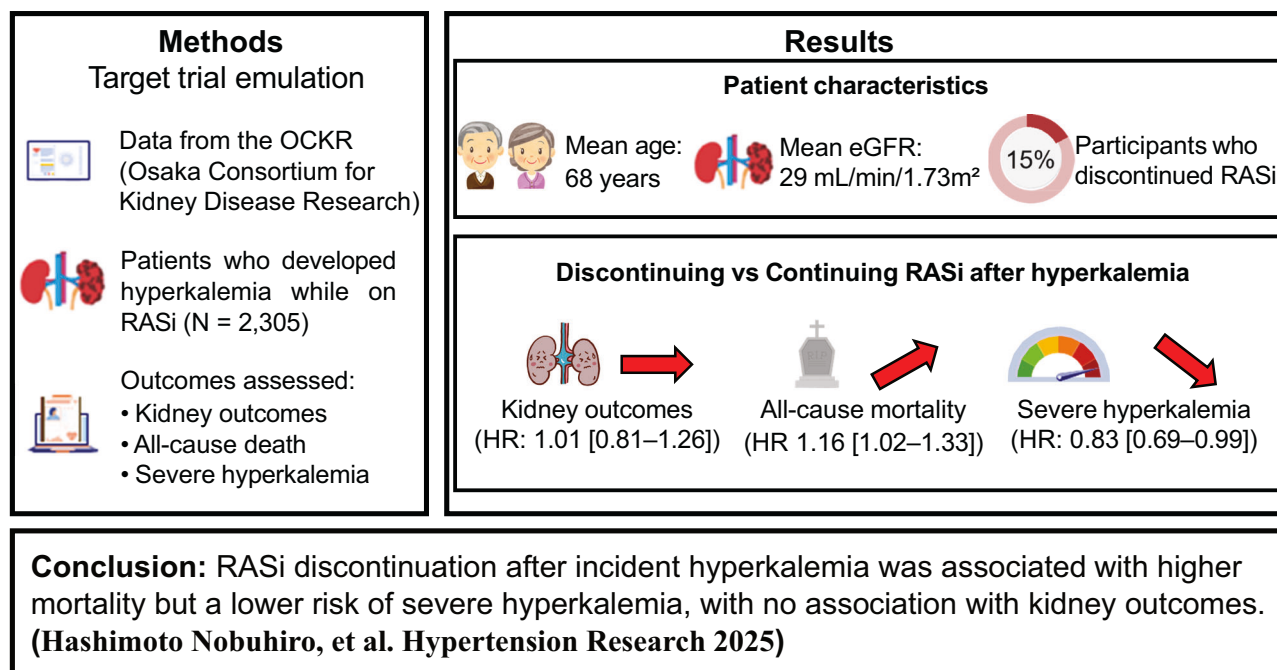 Methods
Target trial emulation
Data from the OCKR
(Osaka Consortium for
Kidney Disease Research)
Patients who developed
hyperkalemia while on
RASi (N = 2,305)
Outcomes assessed:
• Kidney outcomes
• All-cause death
• Severe hyperkalemia
Results
Patient characteristics
Mean age:
68 years
Mean eGFR:
29 mL/min/1.73m²
15%
Participants who
discontinued RASi
Discontinuing vs Continuing RASi after hyperkalemia
RIP
Kidney outcomes
(HR: 1.01 [0.81–1.26])
All-cause mortality
(HR 1.16 [1.02–1.33])
Severe hyperkalemia
(HR: 0.83 [0.69–0.99])
Conclusion: RASi discontinuation after incident hyperkalemia was associated with higher
mortality but a lower risk of severe hyperkalemia, with no association with kidney outcomes.
(Hashimoto Nobuhiro, et al. Hypertension Research 2025)